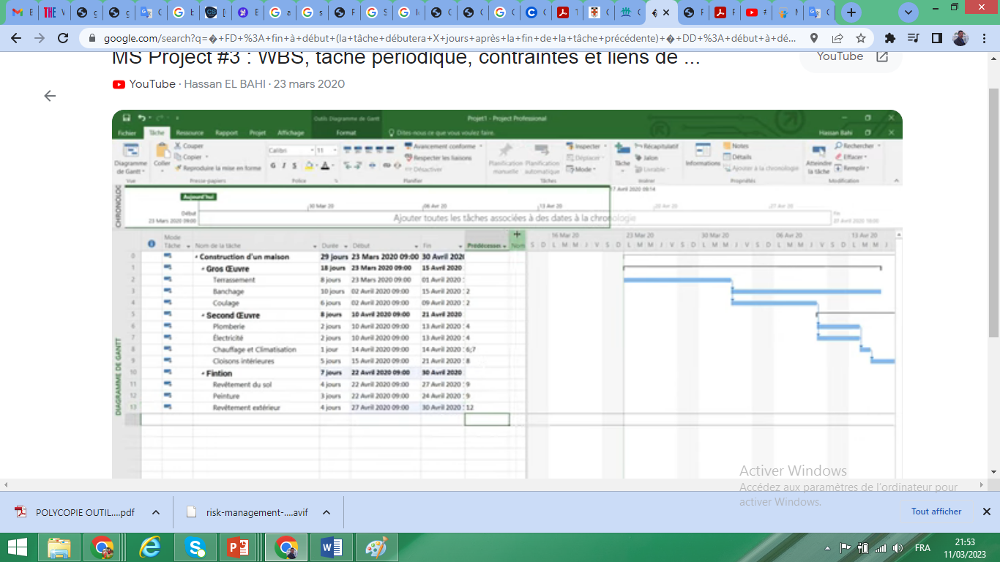 google.com/search?q=�+FD+%3A+fin+à+début+(la+tâche+débutera+X+jours+après+la+fin+de+la+tâche+précédente)+�+DD+%3A+début+à+dé...
MS Project #3 : WBS, tâche périodique, contraintes et liens de ...
YouTube
YouTube · Hassan EL BAHI · 23 mars 2020
Outils Diagramme de Gantt
Projet1 - Project Professional
Fichier Tâche Ressource Rapport Projet Affichage Format Dites-nous ce que vous voulez faire. Hassan Bahi
Diagramme de Gantt
Coller
Couper
Copier
Reproduire la mise en forme
Calibri 11
G I S
Avancement conforme
Respecter les liaisons
Désactiver
Planification manuelle
Planification automatique
Inspecter
Déplacer
Mode
Tâche
Récapitulatif
Jalon
Livrable
Informations
Notes
Détails
Ajouter à la chronologie
Atteindre la tâche
Rechercher
Effacer
Remplir
Vue Presse-papiers Police Planifier Tâches Insérer Propriétés Modification
CHRONOLOG
Aujourd'hui
17 Avril 2020 09:14
30 Mar 20 06 Avr 20 13 Avr 20 20 Avr 20 27 Avr 20
Début
23 Mars 2020 09:00
Ajouter toutes les tâches associées à des dates à la chronologie
Fin
DIAGRAMME DE GANTT
Mode Tâche Nom de la tâche Durée Début Fin Prédécesseu Nom
16 Mar 20 23 Mar 20 30 Mar 20 06 Avr 20 13 Avr 20
S D L M M J V S D L M M J V S D L M M J V S D L M M J V S D L M M J
0 Construction d'un maison 29 jours 23 Mars 2020 09:00 30 Avril 2020
1 Gros Œuvre 18 jours 23 Mars 2020 09:00 15 Avril 2020
2 Terrassement 8 jours 23 Mars 2020 09:00 01 Avril 2020
3 Banchage 10 jours 02 Avril 2020 09:00 15 Avril 2020 2
4 Coulage 6 jours 02 Avril 2020 09:00 09 Avril 2020 2
5 Second Œuvre 8 jours 10 Avril 2020 09:00 21 Avril 2020
6 Plomberie 2 jours 10 Avril 2020 09:00 13 Avril 2020 4
7 Électricité 2 jours 10 Avril 2020 09:00 13 Avril 2020 4
8 Chauffage et Climatisation 1 jour 14 Avril 2020 09:00 14 Avril 2020 6;7
9 Cloisons intérieures 5 jours 15 Avril 2020 09:00 21 Avril 2020 8
10 Fintion 7 jours 22 Avril 2020 09:00 30 Avril 2020
11 Revêtement du sol 4 jours 22 Avril 2020 09:00 27 Avril 2020 9
12 Peinture 3 jours 22 Avril 2020 09:00 24 Avril 2020 9
13 Revêtement extérieur 4 jours 27 Avril 2020 09:00 30 Avril 2020 12
Activer Windows
Accédez aux paramètres de l'ordinateur pour
activer Windows.
POLYCOPIE OUTIL....pdf
risk-management-....avif
Tout afficher
FRA
21:53
11/03/2023